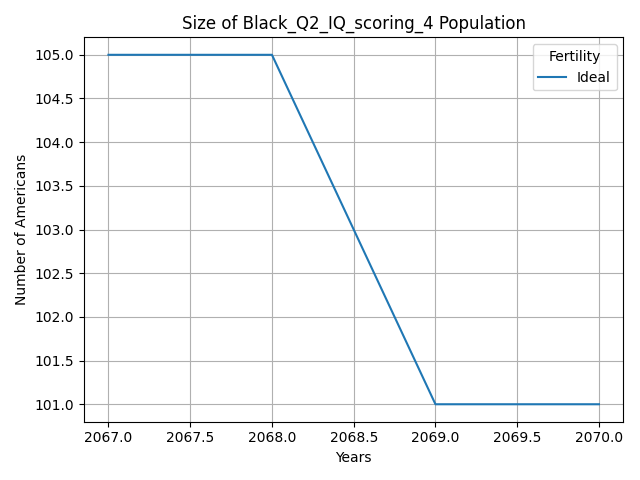 Size of Black_Q2_IQ_scoring_4 Population
Fertility
Ideal
105.0
104.5
104.0
103.5
103.0
102.5
102.0
101.5
101.0
Number of Americans
2067.0 2067.5 2068.0 2068.5 2069.0 2069.5 2070.0
Years